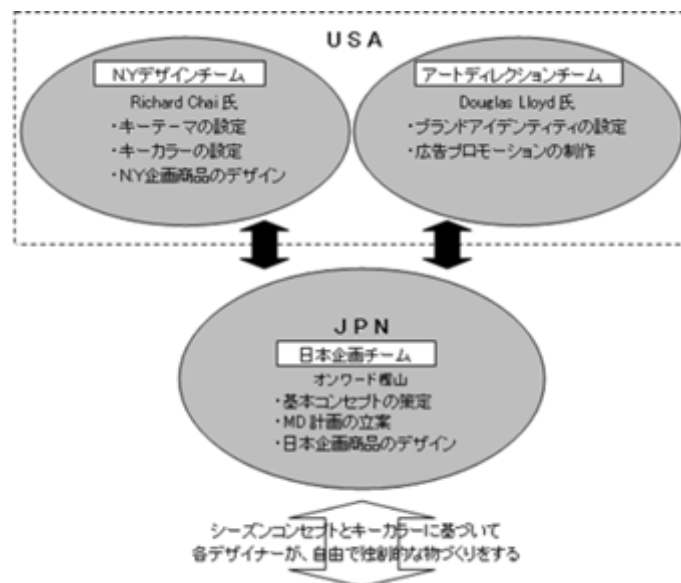 USA
N.Yデザインチーム
Richard Chai 氏
・キーテーマの設定
・キーカラーの設定
・N.Y企画商品のデザイン
アートディレクションチーム
Douglas Lloyd 氏
・ブランドアイデンティティの設定
・広告プロモーションの制作
JPN
日本企画チーム
オンワード樫山
・基本コンセプトの策定
・MD計画の立案
・日本企画商品のデザイン
シーズンコンセプトとキーカラーに基づいて
各デザイナーが、自由で独創的な物づくりをする